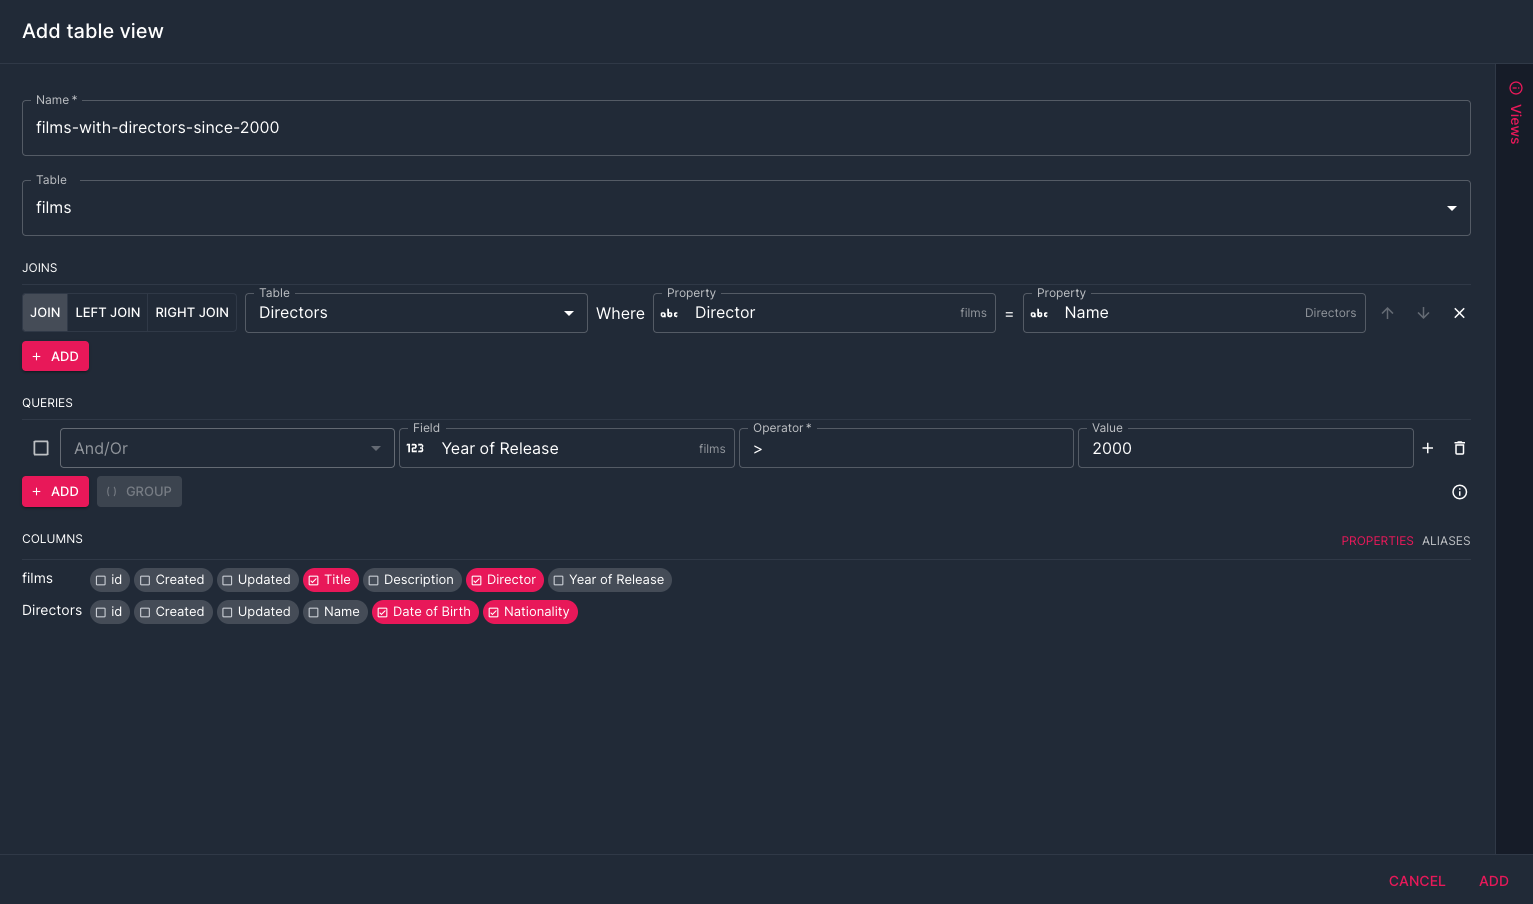 Add table view
Views
Name *
films-with-directors-since-2000
Table
films
JOINS
JOIN LEFT JOIN RIGHT JOIN Table Directors Where Property abc Director films = Property abc Name Directors
+ ADD
QUERIES
And/Or Field 123 Year of Release films Operator * > Value 2000
+ ADD () GROUP
COLUMNS PROPERTIES ALIASES
films id Created Updated Title Description Director Year of Release
Directors id Created Updated Name Date of Birth Nationality
CANCEL ADD